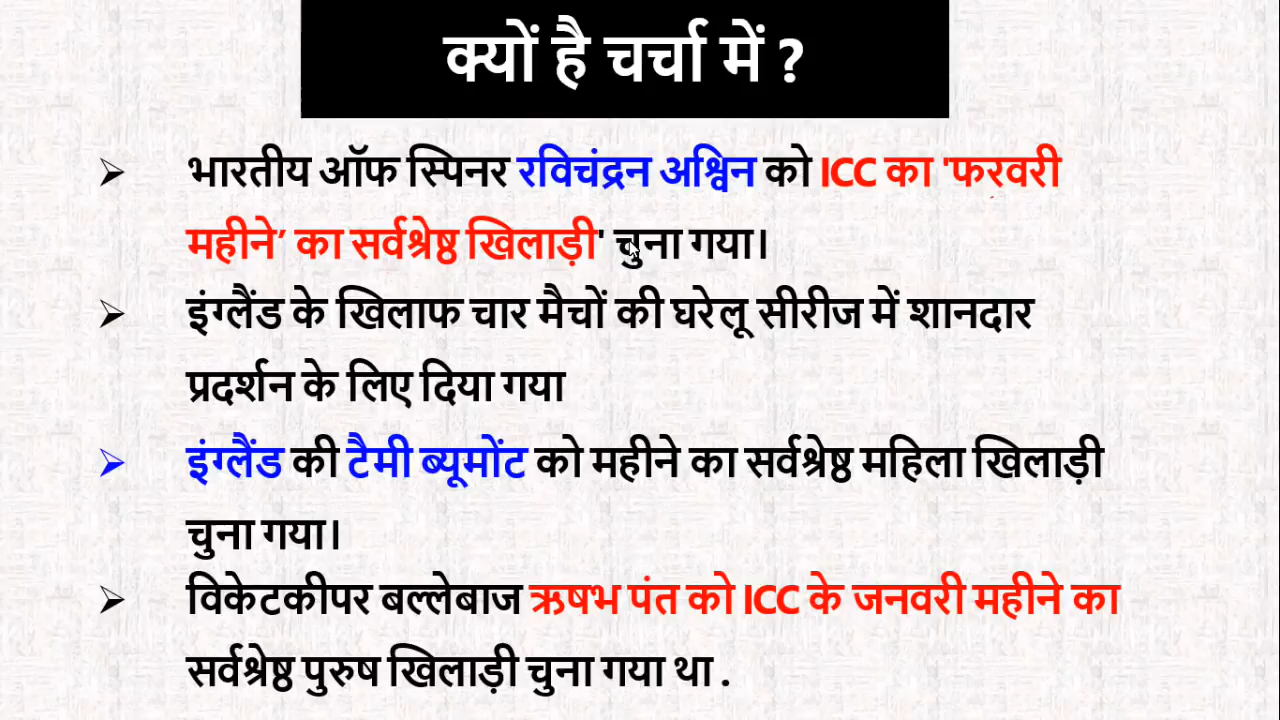 क्यों है चर्चा में ?
➢ भारतीय ऑफ स्पिनर रविचंद्रन अश्विन को ICC का 'फरवरी
महीने’ का सर्वश्रेष्ठ खिलाड़ी' चुना गया।
➢ इंग्लैंड के खिलाफ चार मैचों की घरेलू सीरीज में शानदार
प्रदर्शन के लिए दिया गया
➢ इंग्लैंड की टैमी ब्यूमोंट को महीने का सर्वश्रेष्ठ महिला खिलाड़ी
चुना गया।
➢ विकेटकीपर बल्लेबाज ऋषभ पंत को ICC के जनवरी महीने का
सर्वश्रेष्ठ पुरुष खिलाड़ी चुना गया था .